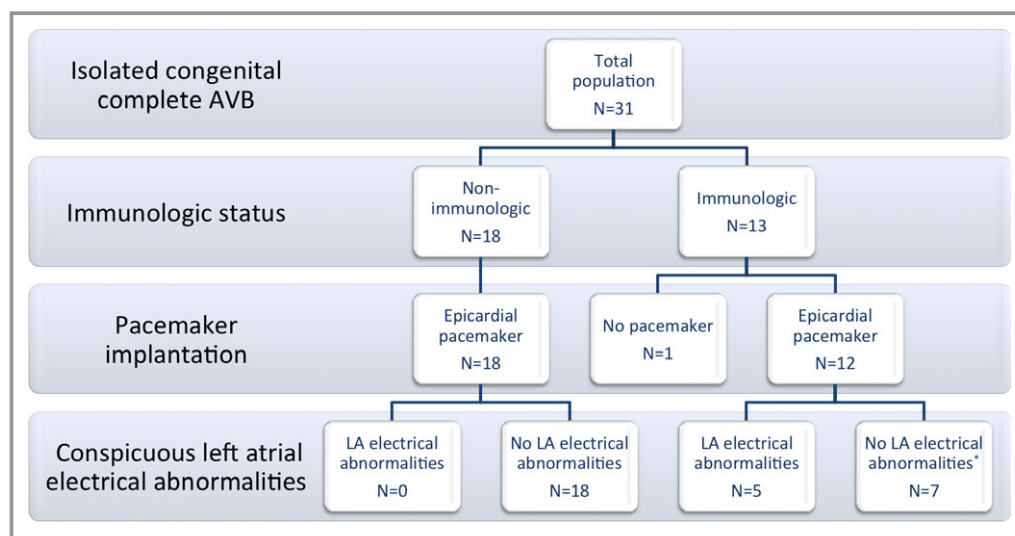 Isolated congenital
complete AVB
Total
population
N=31
Immunologic status
Non-
immunologic
N=18
Immunologic
N=13
Pacemaker
implantation
Epicardial
pacemaker
N=18
No pacemaker
N=1
Epicardial
pacemaker
N=12
Conspicuous left atrial
electrical abnormalities
LA electrical
abnormalities
N=0
No LA electrical
abnormalities
N=18
LA electrical
abnormalities
N=5
No LA electrical
abnormalities*
N=7